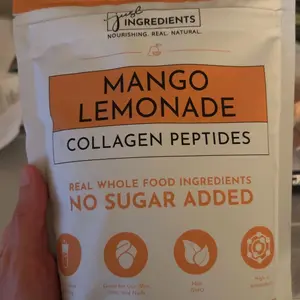 Just
INGREDIENTS
NOURISHING. REAL. NATURAL.
MANGO
LEMONADE
COLLAGEN PEPTIDES
REAL WHOLE FOOD INGREDIENTS
NO SUGAR ADDED